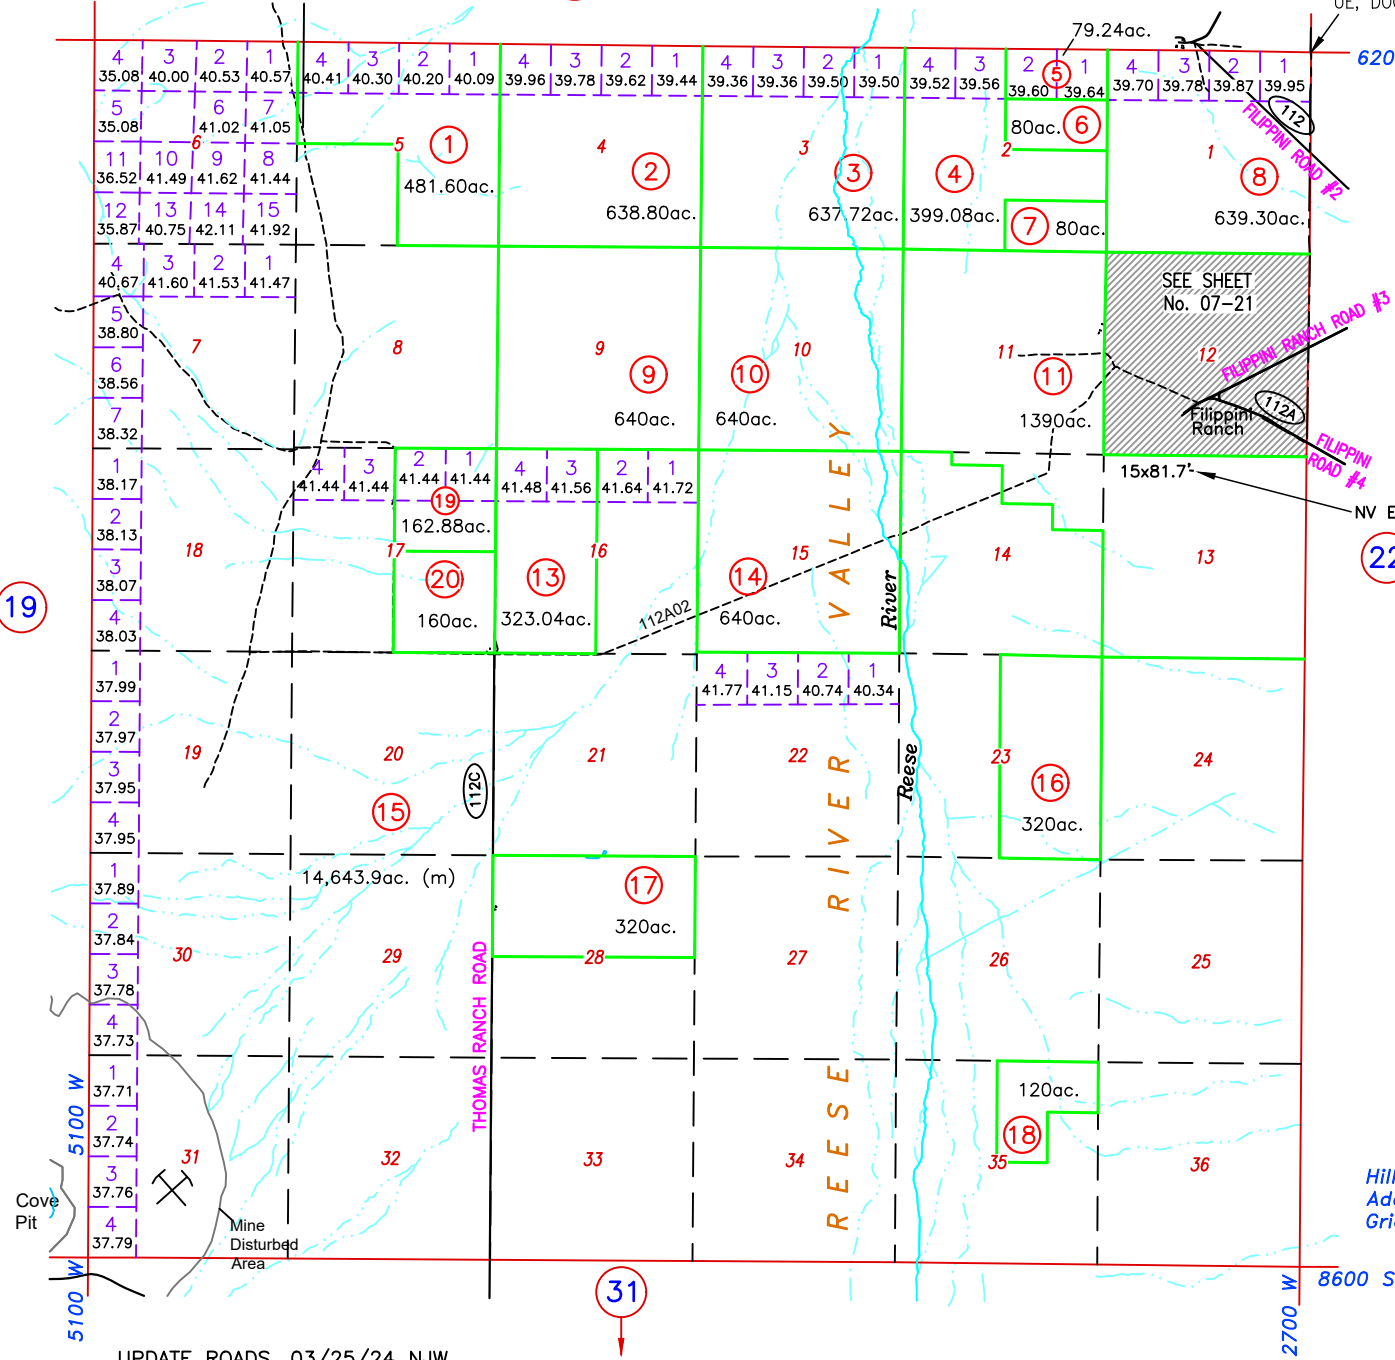 UE, DOU
79.24ac.
620
4 3 2 1 4 3 2 1 4 3 2 1 4 3 2 1 4 3 2 5 1 4 3 2 1
35.08 40.00 40.53 40.57 40.41 40.30 40.20 40.09 39.96 39.78 39.62 39.44 39.36 39.36 39.50 39.50 39.52 39.56 39.60 39.64 39.70 39.78 39.87 39.95
112
FILIPPINI ROAD #2
5 6 7
35.08 41.02 41.05
80ac. 6
6 5 1 4 3 2 1
11 10 9 8
36.52 41.49 41.62 41.44
2 3 4 8
481.60ac.
12 13 14 15
35.87 40.75 42.11 41.92
638.80ac. 637.72ac. 399.08ac. 7 80ac. 639.30ac.
4 3 2 1
40.67 41.60 41.53 41.47
SEE SHEET
No. 07-21
5
38.80
FILIPPINI RANCH ROAD #3
7 8 9 10 11 12
6
38.56
9 10 11
7
38.32
640ac. 640ac. 1390ac.
112A
Filippini
Ranch
FILIPPINI
ROAD #4
1
38.17
4 3 2 1 4 3 2 1
41.44 41.44 41.44 41.44 41.48 41.56 41.64 41.72
15x81.7'
19
162.88ac.
NV E
2
38.13
18 17 16 15 14 13
22
3
38.07
20 13 14
19
160ac. 323.04ac. 112A02 640ac.
River
4
38.03
1
37.99
4 3 2 1
41.77 41.15 40.74 40.34
2
37.97
19 20 21 22 23 24
Reese
3
37.95
112C
16
15
320ac.
4
37.95
1
37.89
14,643.9ac. (m)
17
320ac.
2
37.84
30 29 28 27 26 25
3
37.78
THOMAS RANCH ROAD
REESE RIVER VALLEY
4
37.73
1
37.71
5100 W
120ac.
2
37.74
18
31 32 33 34 35 36
3
37.76
Cove
Pit
Hill
Add
Gri
4
37.79
Mine
Disturbed
Area
5100 W
31
2700 W
8600 S
UPDATE ROADS 03/25/24 NJW